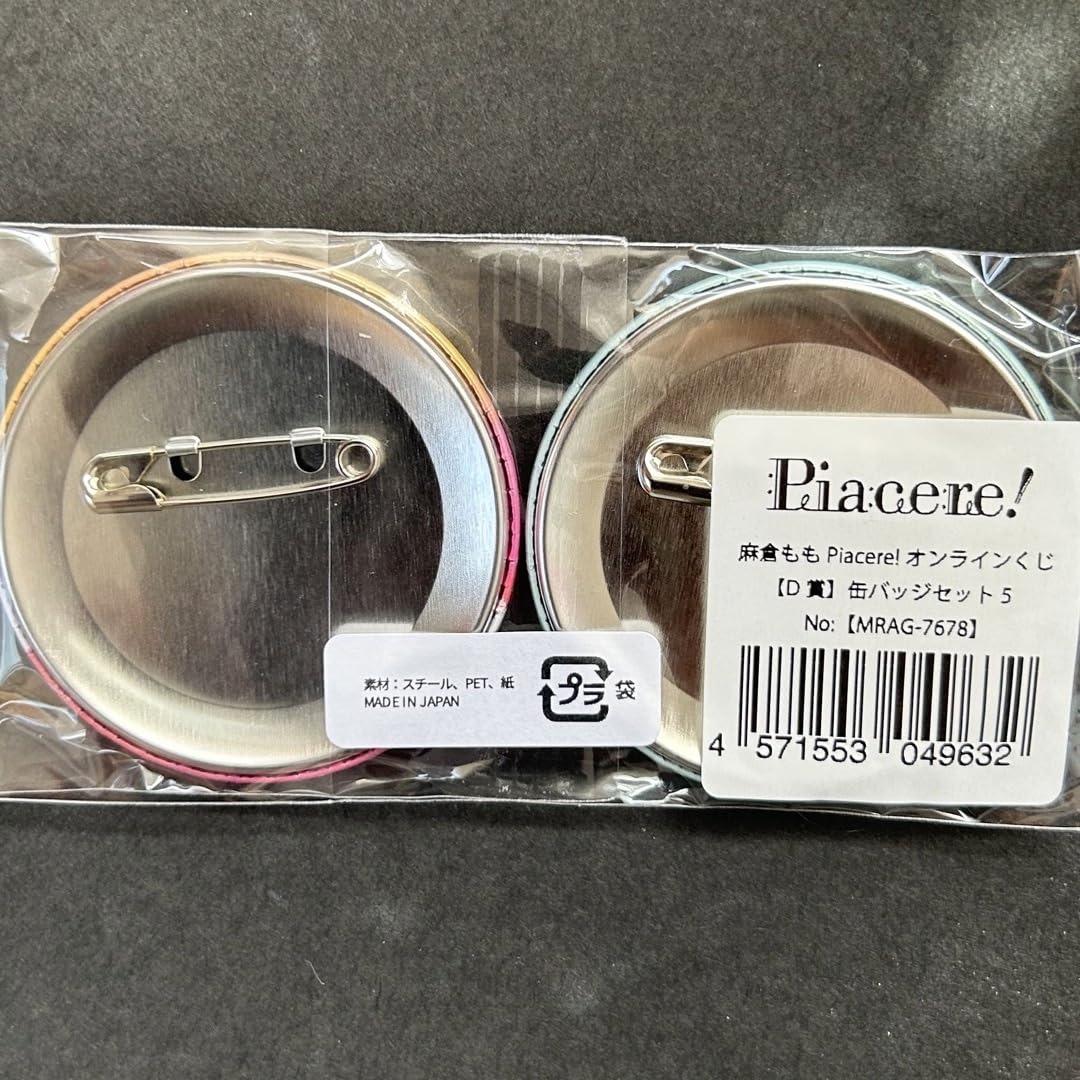 Piacere!
麻倉もも Piacere! オンラインくじ
【D 賞】缶バッジセット 5
No:【MRAG-7678】
4 571553 049632
素材：スチール、PET、紙
MADE IN JAPAN
プラ 袋